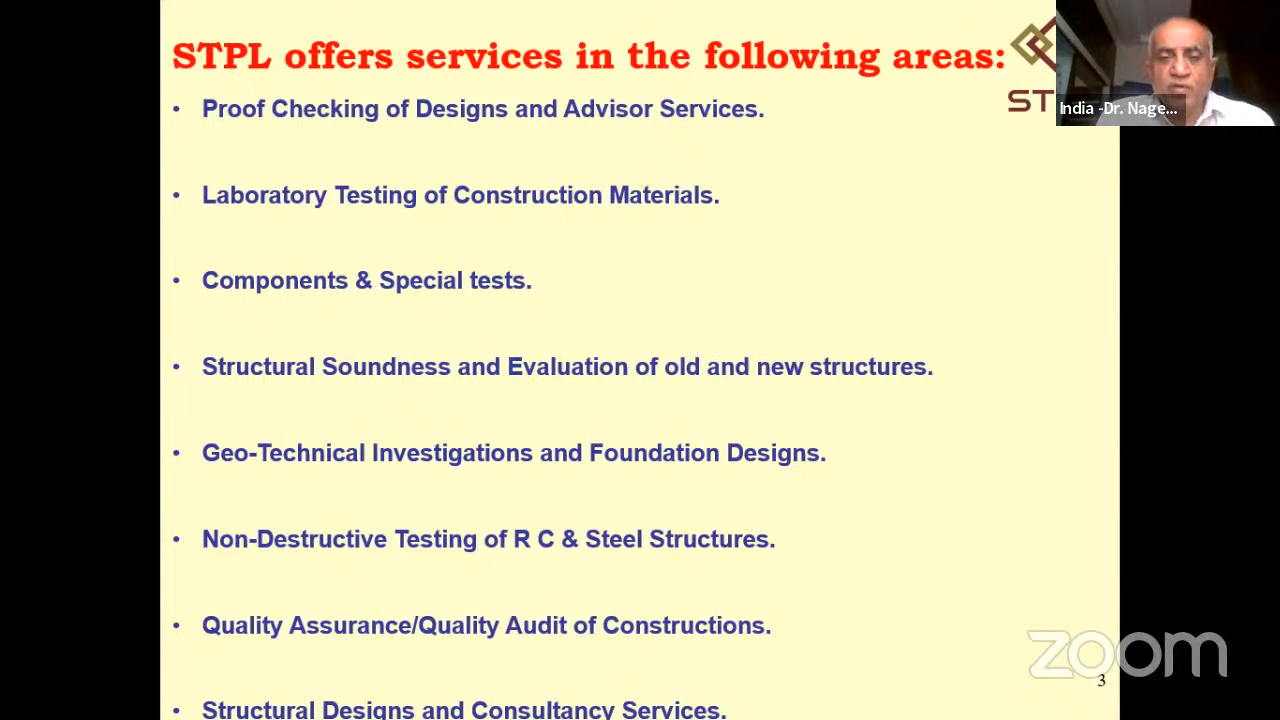 STPL offers services in the following areas:
ST
India -Dr. Nage...
• Proof Checking of Designs and Advisor Services.
• Laboratory Testing of Construction Materials.
• Components & Special tests.
• Structural Soundness and Evaluation of old and new structures.
• Geo-Technical Investigations and Foundation Designs.
• Non-Destructive Testing of R C & Steel Structures.
• Quality Assurance/Quality Audit of Constructions.
zoom
3
• Structural Designs and Consultancy Services.